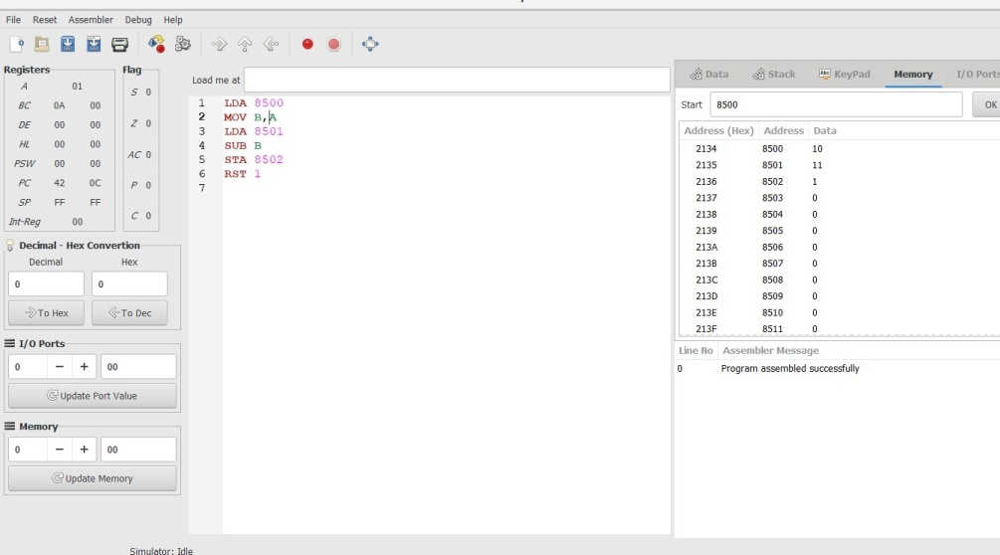 File Reset Assembler Debug Help
Registers
A 01
BC 0A 00
DE 00 00
HL 00 00
PSW 00 00
PC 42 0C
SP FF FF
Int-Reg 00
Flag
S 0
Z 0
AC 0
P 0
C 0
Decimal - Hex Convertion
Decimal Hex
0 0
To Hex To Dec
I/O Ports
0 − + 00
Update Port Value
Memory
0 − + 00
Update Memory
Load me at
1 LDA 8500
2 MOV B,A
3 LDA 8501
4 SUB B
5 STA 8502
6 RST 1
7
Data Stack Abc KeyPad Memory I/O Ports
Start 8500 OK
Address (Hex) Address Data
2134 8500 10
2135 8501 11
2136 8502 1
2137 8503 0
2138 8504 0
2139 8505 0
213A 8506 0
213B 8507 0
213C 8508 0
213D 8509 0
213E 8510 0
213F 8511 0
Line No Assembler Message
0 Program assembled successfully
Simulator: Idle